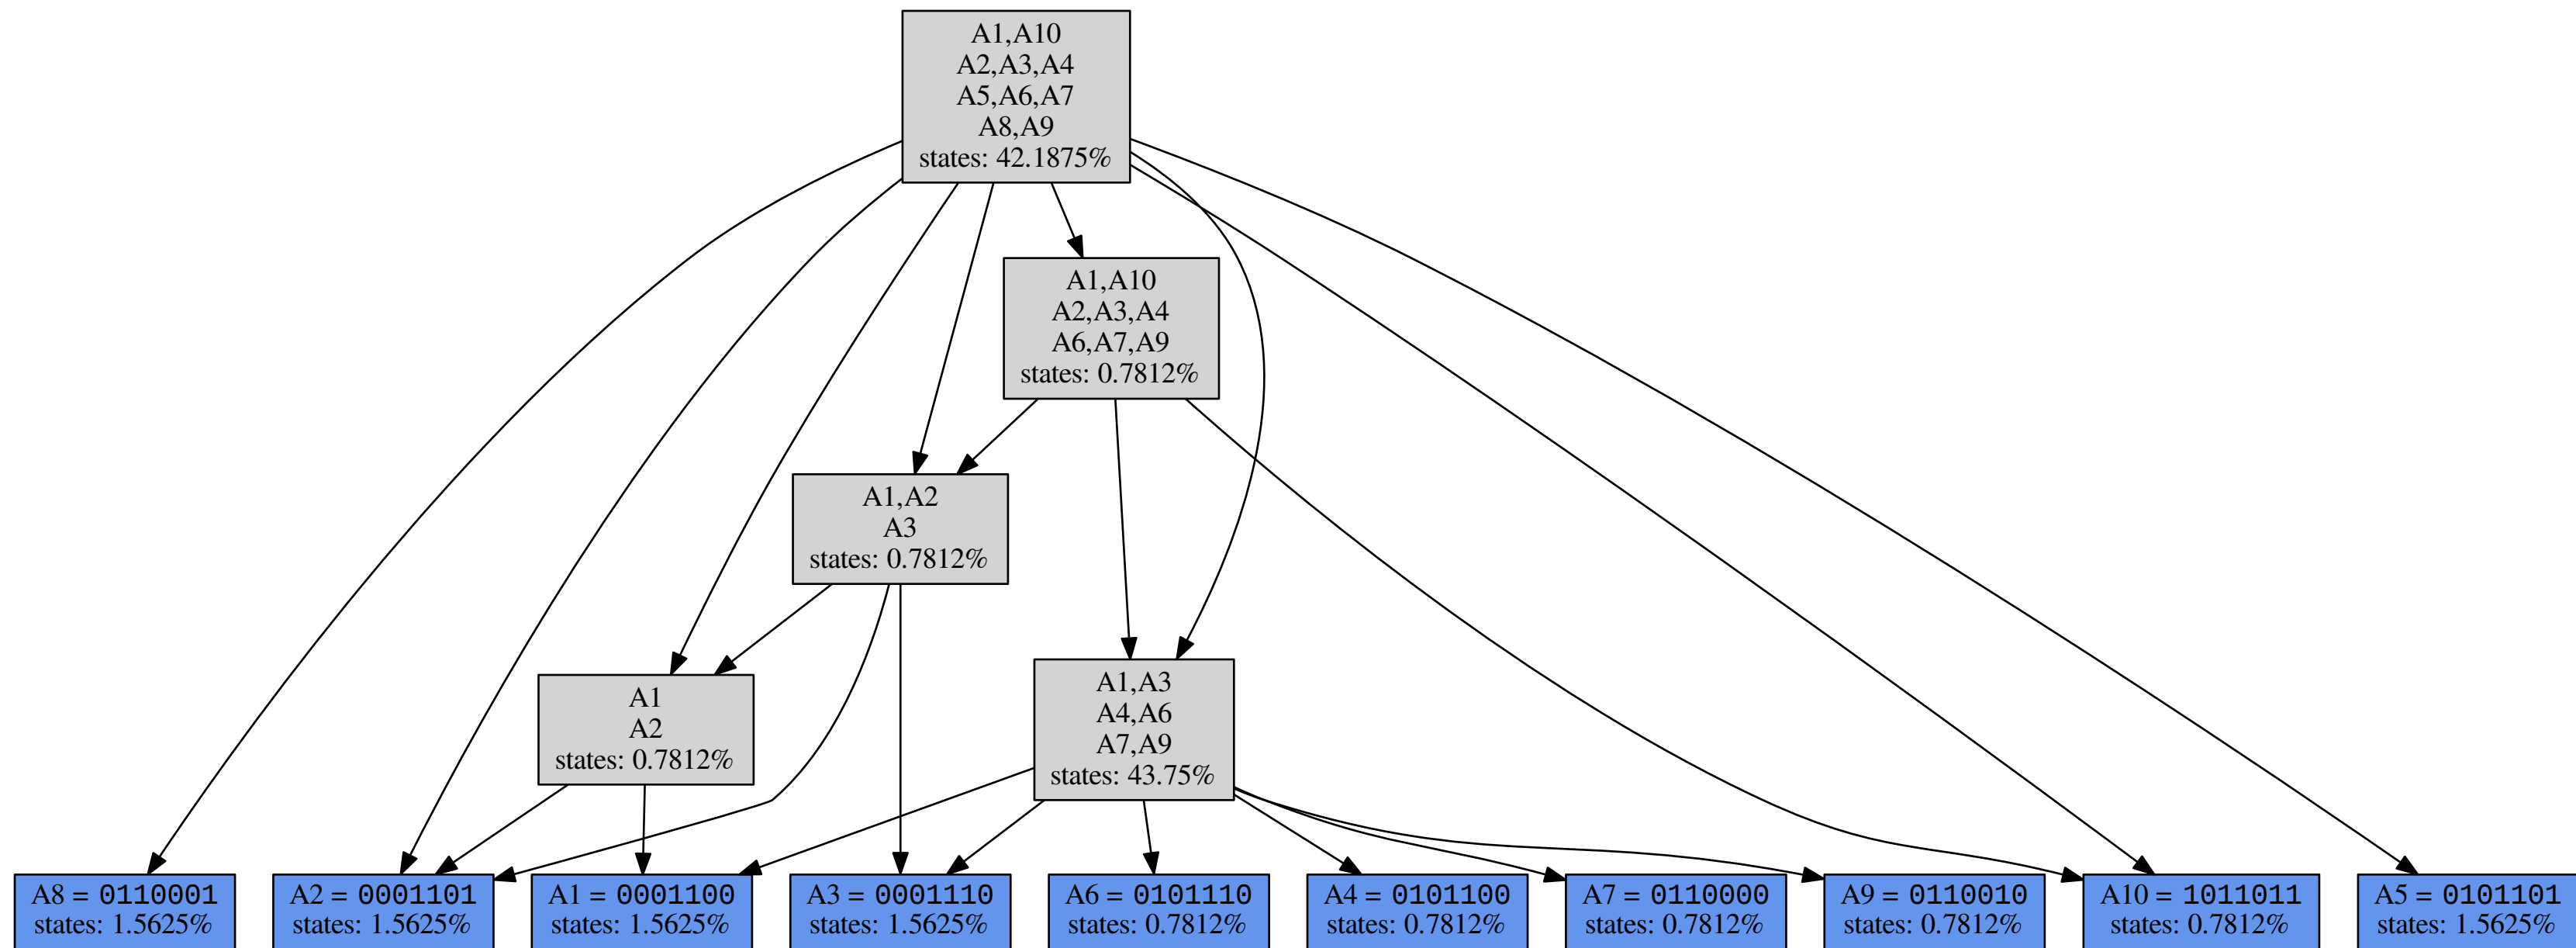 A1,A10
A2,A3,A4
A5,A6,A7
A8,A9
states: 42.1875%
A1,A10
A2,A3,A4
A6,A7,A9
states: 0.7812%
A1,A2
A3
states: 0.7812%
A1
A2
states: 0.7812%
A1,A3
A4,A6
A7,A9
states: 43.75%
A8 = 0110001
states: 1.5625%
A2 = 0001101
states: 1.5625%
A1 = 0001100
states: 1.5625%
A3 = 0001110
states: 1.5625%
A6 = 0101110
states: 0.7812%
A4 = 0101100
states: 0.7812%
A7 = 0110000
states: 0.7812%
A9 = 0110010
states: 0.7812%
A10 = 1011011
states: 0.7812%
A5 = 0101101
states: 1.5625%